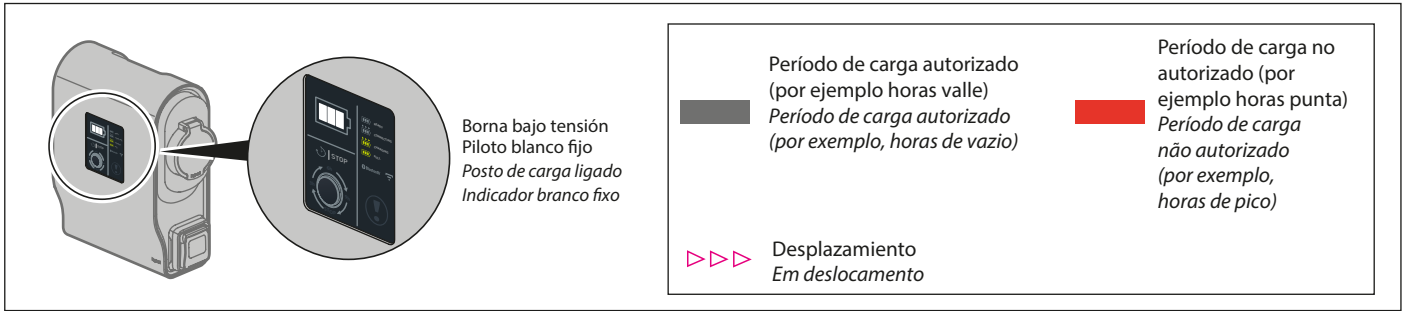 STOP
Borna bajo tensión
Piloto blanco fijo
Posto de carga ligado
Indicador branco fixo
Período de carga autorizado
(por ejemplo horas valle)
Período de carga autorizado
(por exemplo, horas de vazio)
Período de carga no
autorizado (por
ejemplo horas punta)
Período de carga
não autorizado
(por exemplo,
horas de pico)
Desplazamiento
Em deslocamento